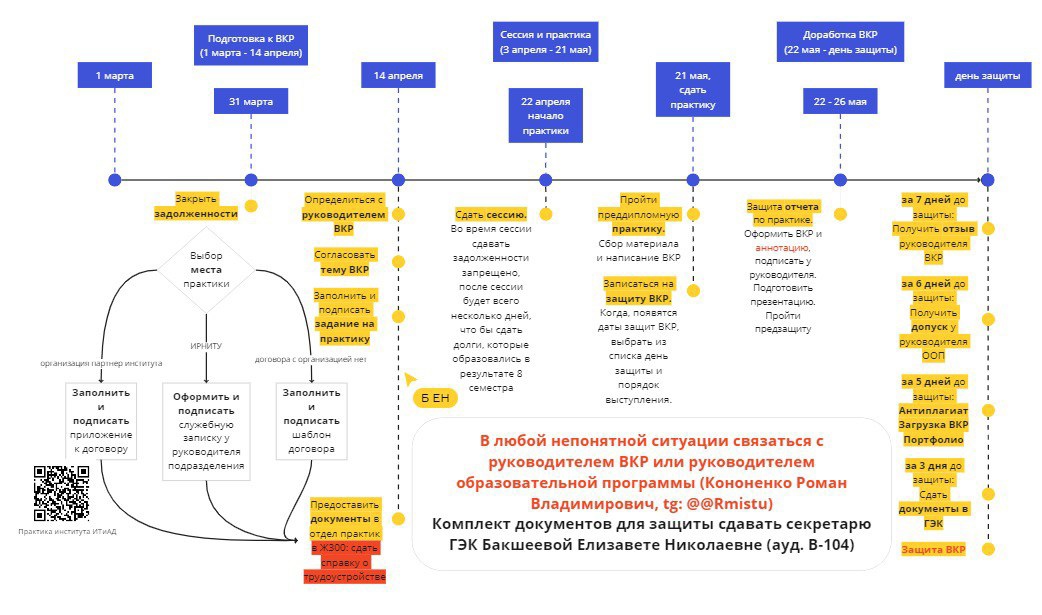 Подготовка к ВКР
(1 марта - 14 апреля)
Сессия и практика
(3 апреля - 21 мая)
Доработка ВКР
(22 мая - день защиты)
1 марта
31 марта
14 апреля
22 апреля
начало
практики
21 мая,
сдать
практику
22 - 26 мая
день защиты
Закрыть
задолженности
Выбор
места
практики
организация партнер института
ИРНИТУ
договора с организацией нет
Заполнить
и
подписать
приложение
к договору
Оформить и
подписать
служебную
записку у
руководителя
подразделения
Заполнить
и
подписать
шаблон
договора
Практика института ИТиАД
Определиться с
руководителем
ВКР
Согласовать
тему ВКР
Заполнить и
подписать
задание на
практику
Предоставить
документы в
отдел практик
в Ж300: сдать
справку о
трудоустройстве
Б ЕН
Сдать сессию.
Во время сессии
сдавать
задолженности
запрещено,
после сессии
будет всего
несколько дней,
что бы сдать
долги, которые
образовались в
результате 8
семестра
Пройти
преддипломную
практику.
Сбор материала
и написание ВКР
Записаться на
защиту ВКР.
Когда, появятся
даты защит ВКР,
выбрать из
списка день
защиты и
порядок
выступления.
Защита отчета
по практике.
Оформить ВКР и
аннотацию,
подписать у
руководителя.
Подготовить
презентацию.
Пройти
предзащиту
за 7 дней до
защиты:
Получить отзыв
руководителя
ВКР
за 6 дней до
защиты:
Получить
допуск у
руководителя
ООП
за 5 дней до
защиты:
Антиплагиат
Загрузка ВКР
Портфолио
за 3 дня до
защиты:
Сдать
документы в
ГЭК
Защита ВКР
В любой непонятной ситуации связаться с
руководителем ВКР или руководителем
образовательной программы (Кононенко Роман
Владимирович, tg: @@Rmistu)
Комплект документов для защиты сдавать секретарю
ГЭК Бакшеевой Елизавете Николаевне (ауд. В-104)